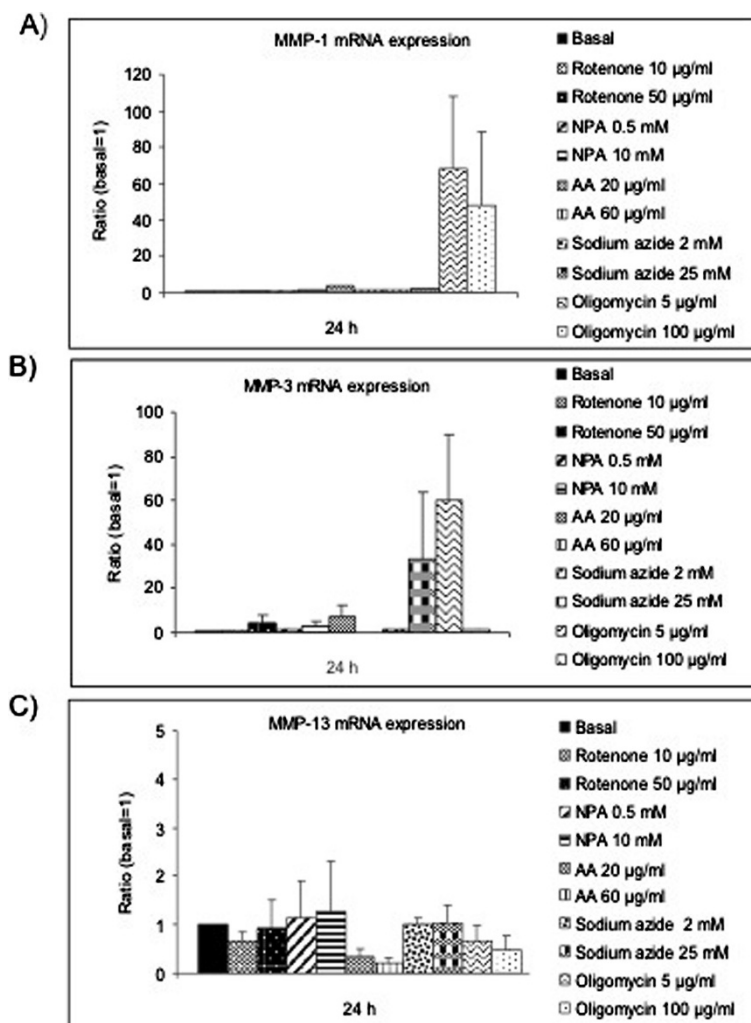 A)
MMP-1 mRNA expression
Ratio (basal=1)
120
100
80
60
40
20
0
24 h
Basal
Rotenone 10 µg/ml
Rotenone 50 µg/ml
NPA 0.5 mM
NPA 10 mM
AA 20 µg/ml
AA 60 µg/ml
Sodium azide 2 mM
Sodium azide 25 mM
Oligomycin 5 µg/ml
Oligomycin 100 µg/ml
B)
MMP-3 mRNA expression
Ratio (basal=1)
100
80
60
40
20
0
24 h
Basal
Rotenone 10 µg/ml
Rotenone 50 µg/ml
NPA 0.5 mM
NPA 10 mM
AA 20 µg/ml
AA 60 µg/ml
Sodium azide 2 mM
Sodium azide 25 mM
Oligomycin 5 µg/ml
Oligomycin 100 µg/ml
C)
MMP-13 mRNA expression
Ratio (basal=1)
5
4
3
2
1
0
24 h
Basal
Rotenone 10 µg/ml
Rotenone 50 µg/ml
NPA 0.5 mM
NPA 10 mM
AA 20 µg/ml
AA 60 µg/ml
Sodium azide 2 mM
Sodium azide 25 mM
Oligomycin 5 µg/ml
Oligomycin 100 µg/ml